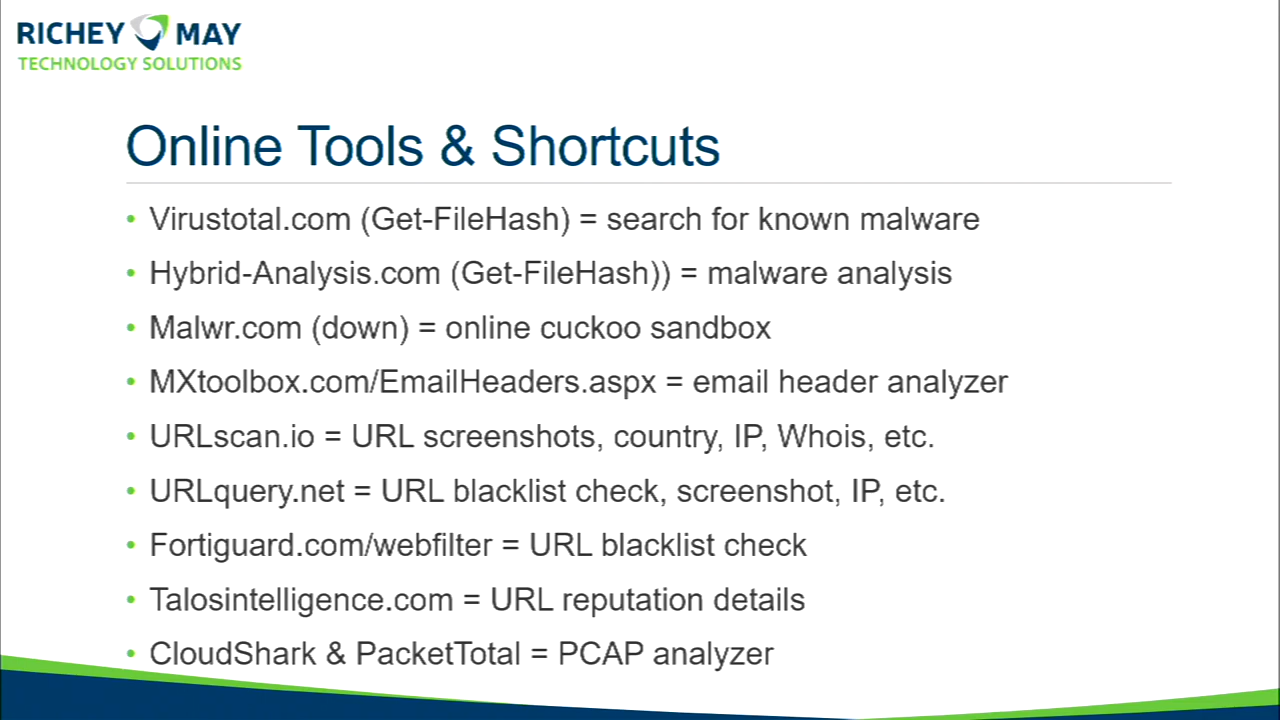 RICHEY MAY
TECHNOLOGY SOLUTIONS
Online Tools & Shortcuts
• Virustotal.com (Get-FileHash) = search for known malware
• Hybrid-Analysis.com (Get-FileHash)) = malware analysis
• Malwr.com (down) = online cuckoo sandbox
• MXtoolbox.com/EmailHeaders.aspx = email header analyzer
• URLscan.io = URL screenshots, country, IP, Whois, etc.
• URLquery.net = URL blacklist check, screenshot, IP, etc.
• Fortiguard.com/webfilter = URL blacklist check
• Talosintelligence.com = URL reputation details
• CloudShark & PacketTotal = PCAP analyzer